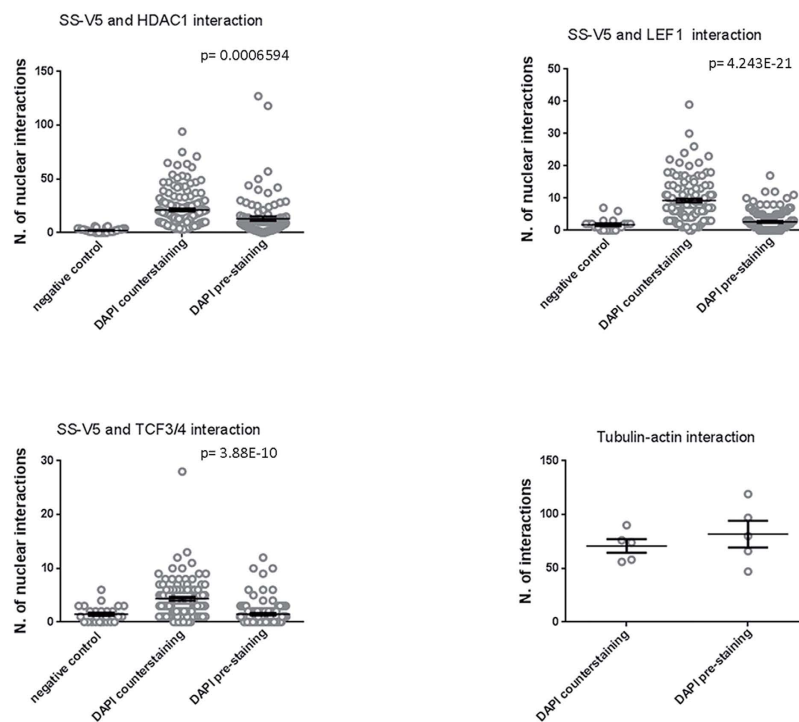 SS-V5 and HDAC1 interaction
p= 0.0006594
N. of nuclear interactions
150
100
50
0
negative control
DAPI counterstaining
DAPI pre-staining
SS-V5 and LEF1 interaction
p= 4.243E-21
N. of nuclear interactions
50
40
30
20
10
0
negative control
DAPI counterstaining
DAPI pre-staining
SS-V5 and TCF3/4 interaction
p= 3.88E-10
N. of nuclear interactions
30
20
10
0
negative control
DAPI counterstaining
DAPI pre-staining
Tubulin-actin interaction
N. of interactions
150
100
50
0
DAPI counterstaining
DAPI pre-staining